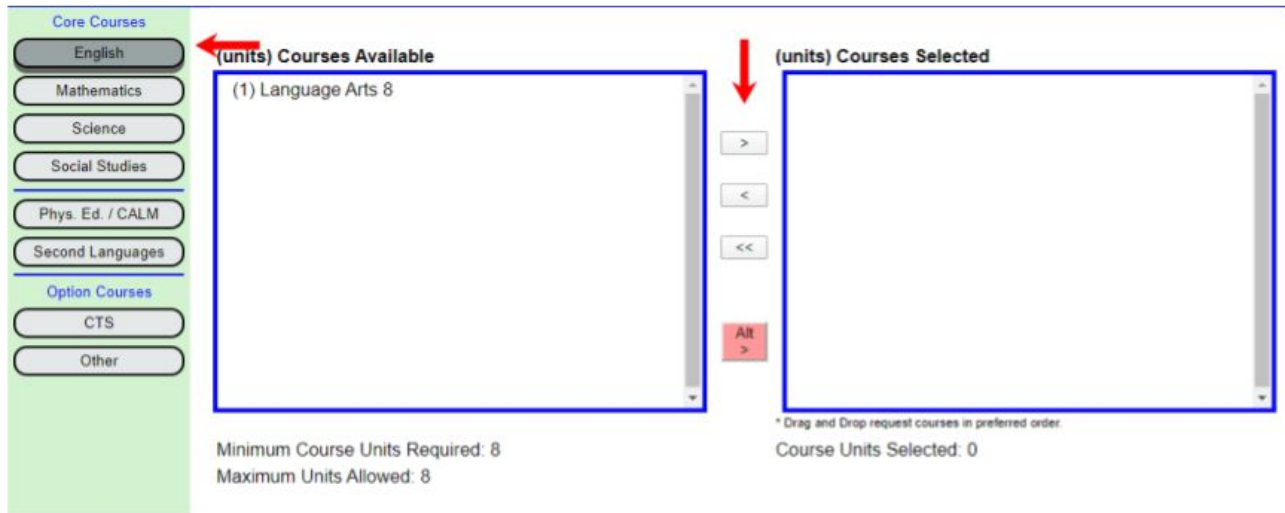 Core Courses
English
Mathematics
Science
Social Studies
Phys. Ed. / CALM
Second Languages
Option Courses
CTS
Other
(units) Courses Available
(1) Language Arts 8
Minimum Course Units Required: 8
Maximum Units Allowed: 8
>
<
<<
Alt
>
(units) Courses Selected
* Drag and Drop request courses in preferred order.
Course Units Selected: 0